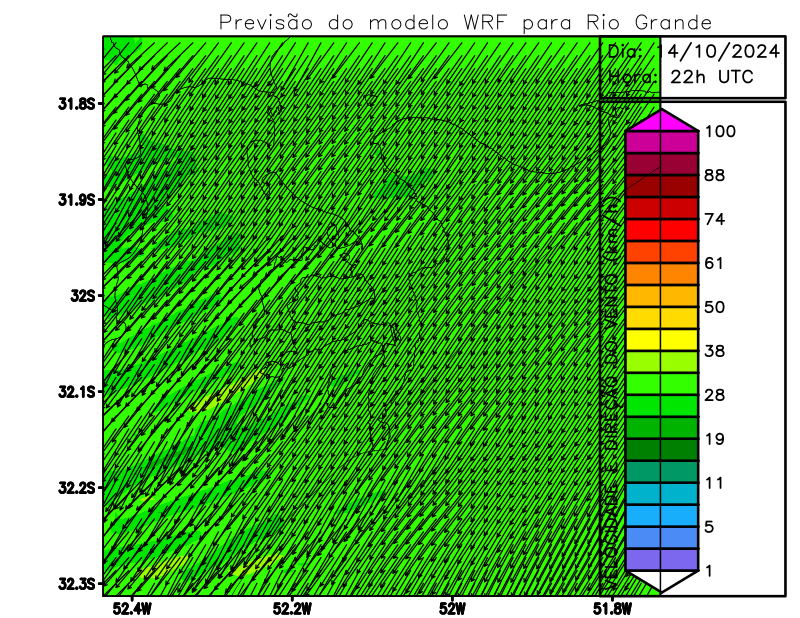 Previsão do modelo WRF para Rio Grande
Dia: 14/10/2024
Hora: 22h UTC
31.8S
31.9S
32S
32.1S
32.2S
32.3S
52.4W
52.2W
52W
51.8W
VELOCIDADE E DIREÇÃO DO VENTO (km/h)
100
88
74
61
50
38
28
19
11
5
1